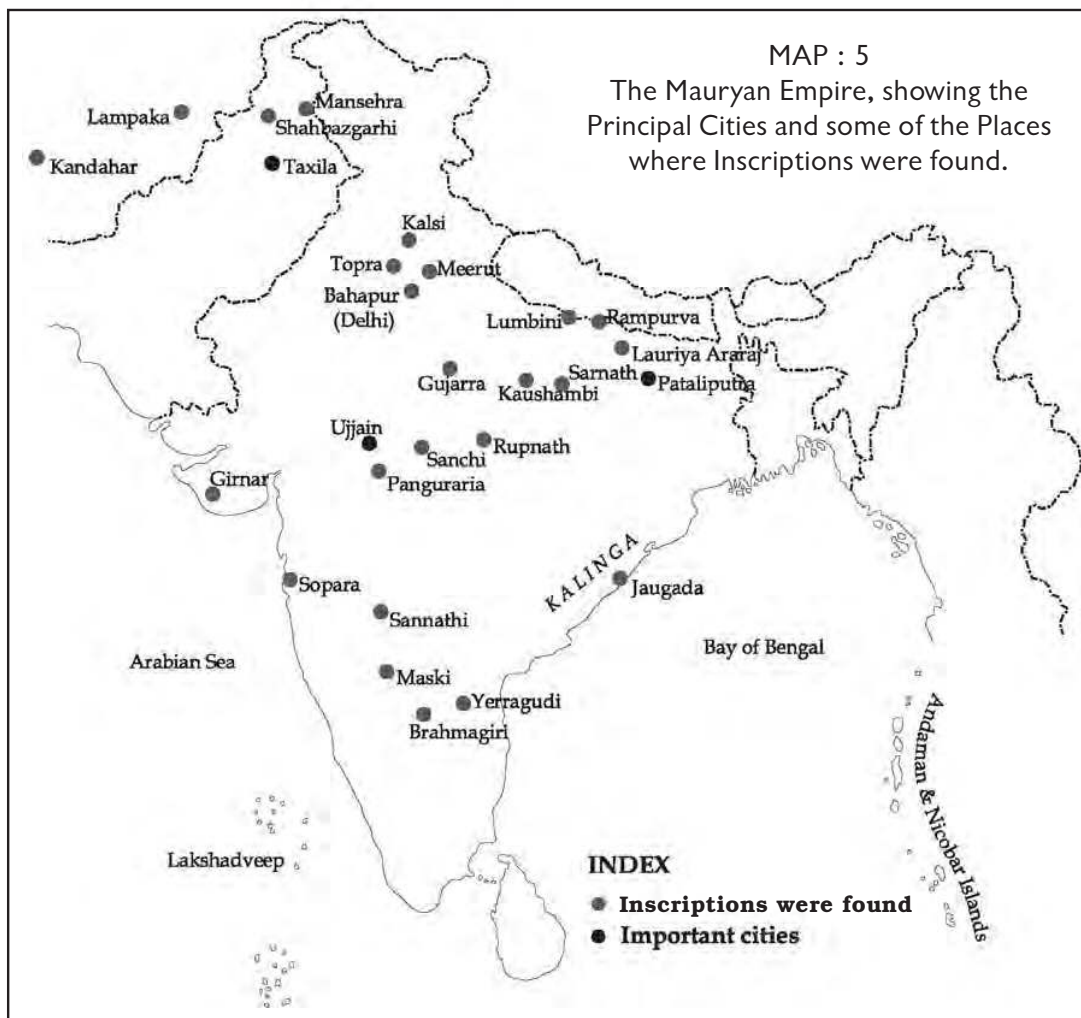 MAP : 5
The Mauryan Empire, showing the
Principal Cities and some of the Places
where Inscriptions were found.
Mansehra
Lampaka
Shahbazgarhi
Kandahar
Taxila
Kalsi
Topra
Meerut
Bahapur
(Delhi)
Lumbini
Rampurva
Lauriya Araraj
Gujarra
Sarnath
Kaushambi
Pataliputra
Ujjain
Sanchi
Rupnath
Panguraria
Girnar
KALINGA
Sopara
Jaugada
Sannathi
Bay of Bengal
Arabian Sea
Maski
Yerragudi
Brahmagiri
Andaman & Nicobar Islands
Lakshadveep
INDEX
Inscriptions were found
Important cities